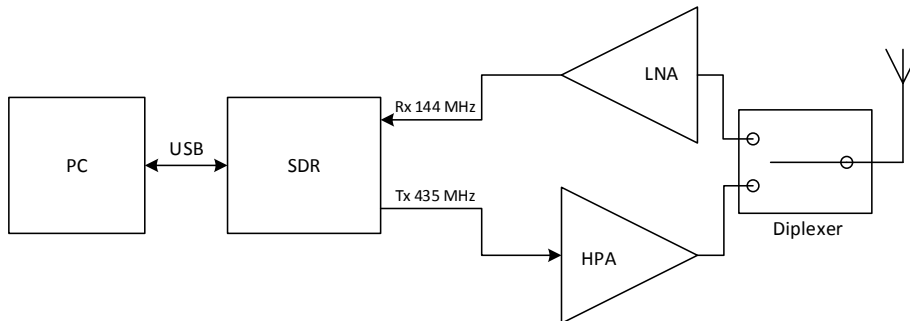 LNA
Rx 144 MHz
USB
PC
SDR
Tx 435 MHz
Diplexer
HPA